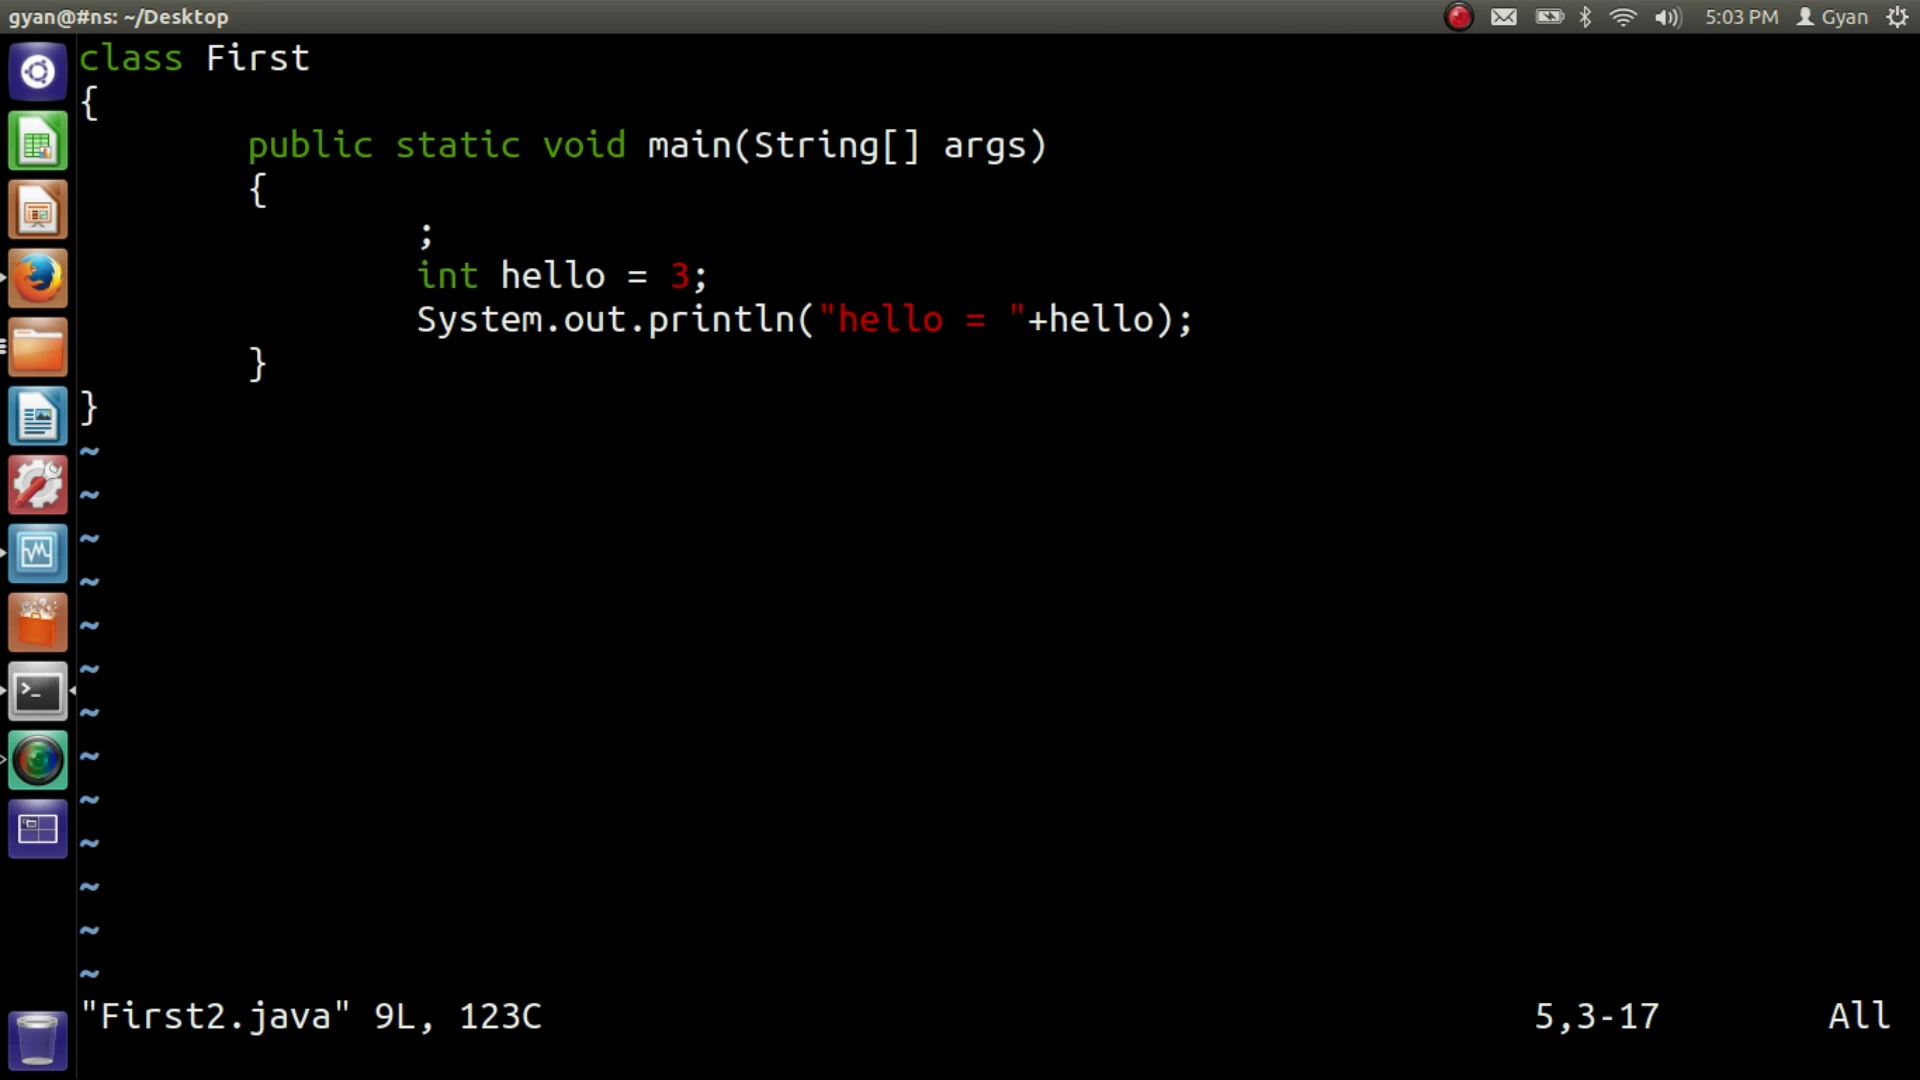 gyan@#ns: ~/Desktop
5:03 PM Gyan
class First
{
public static void main(String[] args)
{
;
int hello = 3;
System.out.println("hello = "+hello);
}
}
~
~
~
~
~
~
~
~
~
~
~
~
~
"First2.java" 9L, 123C 5,3-17 All